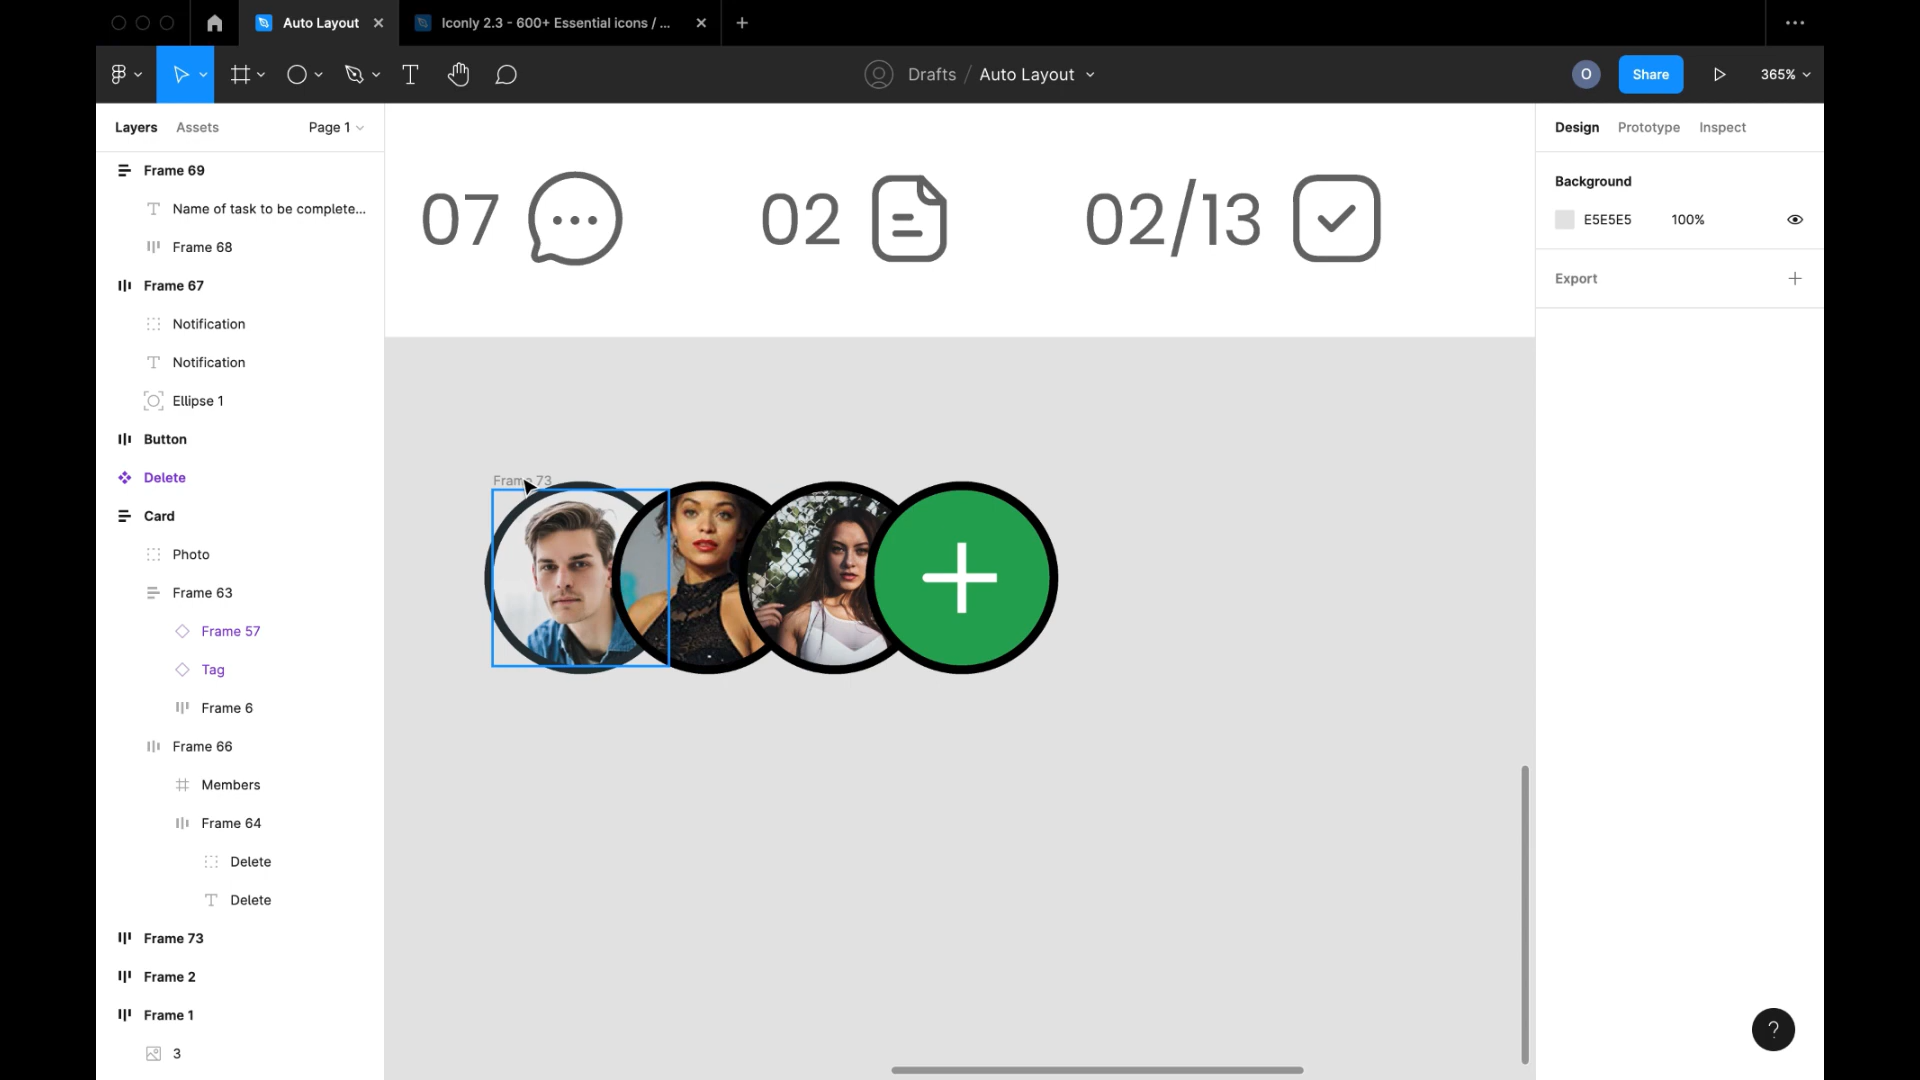 Auto Layout
Iconly 2.3 - 600+ Essential icons / ...
Drafts / Auto Layout
O
Share
365%
Layers
Assets
Page 1
Design
Prototype
Inspect
Frame 69
Name of task to be complete...
Frame 68
Frame 67
Notification
Notification
Ellipse 1
Button
Delete
Card
Photo
Frame 63
Frame 57
Tag
Frame 6
Frame 66
Members
Frame 64
Delete
Delete
Frame 73
Frame 2
Frame 1
3
07
02
02/13
Frame 73
Background
E5E5E5
100%
Export
?